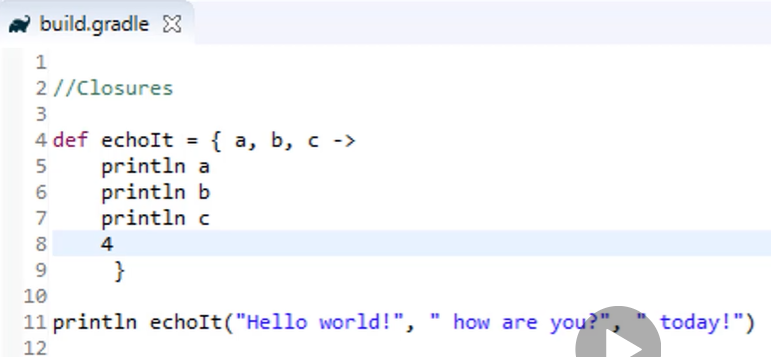 build.gradle
1
2 //Closures
3
4 def echoIt = { a, b, c ->
5 println a
6 println b
7 println c
8 4
9 }
10
11 println echoIt("Hello world!", " how are you?", " today!")
12